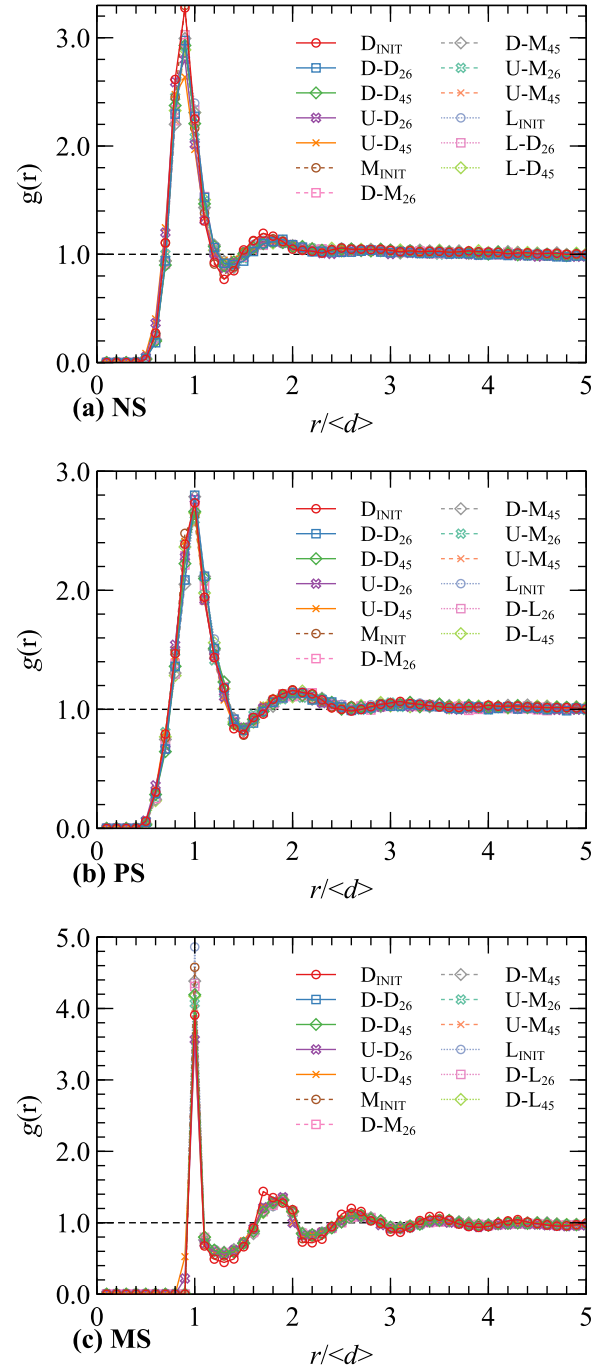 3.0
2.0
1.0
0.0
g(r)
D_INIT
D-D_26
D-D_45
U-D_26
U-D_45
M_INIT
D-M_26
D-M_45
U-M_26
U-M_45
L_INIT
L-D_26
L-D_45
0 1 2 3 4 5
(a) NS
r/<d>
3.0
2.0
1.0
0.0
g(r)
D_INIT
D-D_26
D-D_45
U-D_26
U-D_45
M_INIT
D-M_26
D-M_45
U-M_26
U-M_45
L_INIT
D-L_26
D-L_45
0 1 2 3 4 5
(b) PS
r/<d>
5.0
4.0
3.0
2.0
1.0
0.0
g(r)
D_INIT
D-D_26
D-D_45
U-D_26
U-D_45
M_INIT
D-M_26
D-M_45
U-M_26
U-M_45
L_INIT
D-L_26
D-L_45
0 1 2 3 4 5
(c) MS
r/<d>